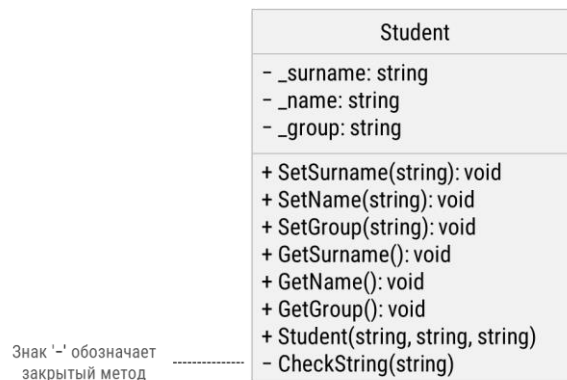 Student
− _surname: string
− _name: string
− _group: string
+ SetSurname(string): void
+ SetName(string): void
+ SetGroup(string): void
+ GetSurname(): void
+ GetName(): void
+ GetGroup(): void
+ Student(string, string, string)
− CheckString(string)
Знак '-' обозначает
закрытый метод